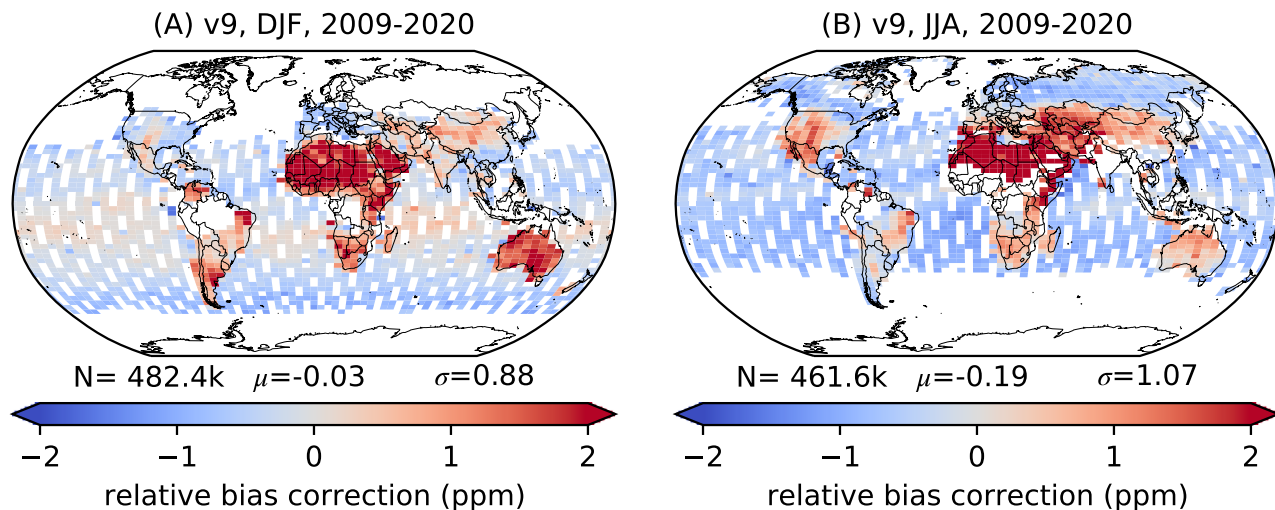 (A) v9, DJF, 2009-2020
N= 482.4k μ=-0.03 σ=0.88
−2 −1 0 1 2
relative bias correction (ppm)
(B) v9, JJA, 2009-2020
N= 461.6k μ=-0.19 σ=1.07
−2 −1 0 1 2
relative bias correction (ppm)